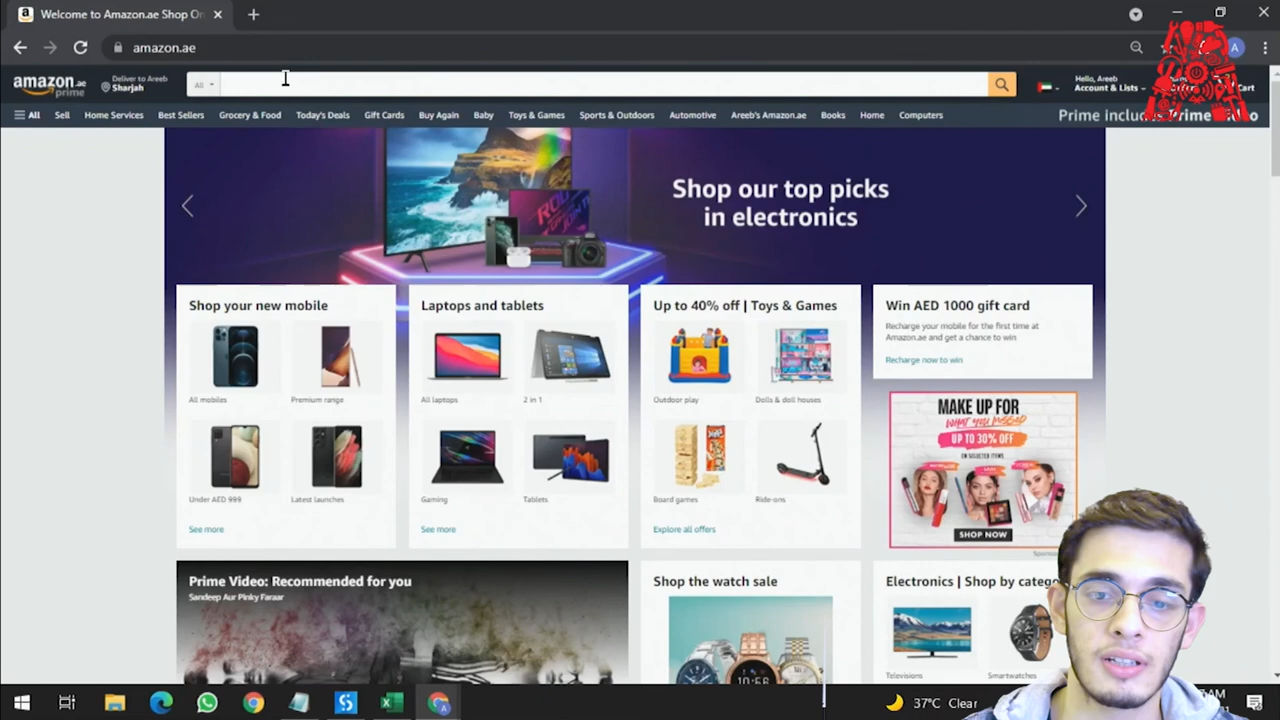 Welcome to Amazon.ae Shop On
amazon.ae
amazon.ae
prime
Deliver to Areeb
Sharjah
All
Hello, Areeb
Account & Lists
Cart
All
Sell
Home Services
Best Sellers
Grocery & Food
Today's Deals
Gift Cards
Buy Again
Baby
Toys & Games
Sports & Outdoors
Automotive
Areeb's Amazon.ae
Books
Home
Computers
Prime includes Prime
Shop our top picks
in electronics
Shop your new mobile
All mobiles
Premium range
Under AED 999
Latest launches
See more
Laptops and tablets
All laptops
2 in 1
Gaming
Tablets
See more
Up to 40% off | Toys & Games
Outdoor play
Dolls & doll houses
Board games
Ride-ons
Explore all offers
Win AED 1000 gift card
Recharge your mobile for the first time at
Amazon.ae and get a chance to win
Recharge now to win
MAKE UP FOR
WHAT YOU MISSED
UP TO 30% OFF
ON SELECTED ITEMS
SHOP NOW
Prime Video: Recommended for you
Sandeep Aur Pinky Faraar
Shop the watch sale
10:56
Electronics | Shop by catego
Televisions
Smartwatches
37°C Clear
A